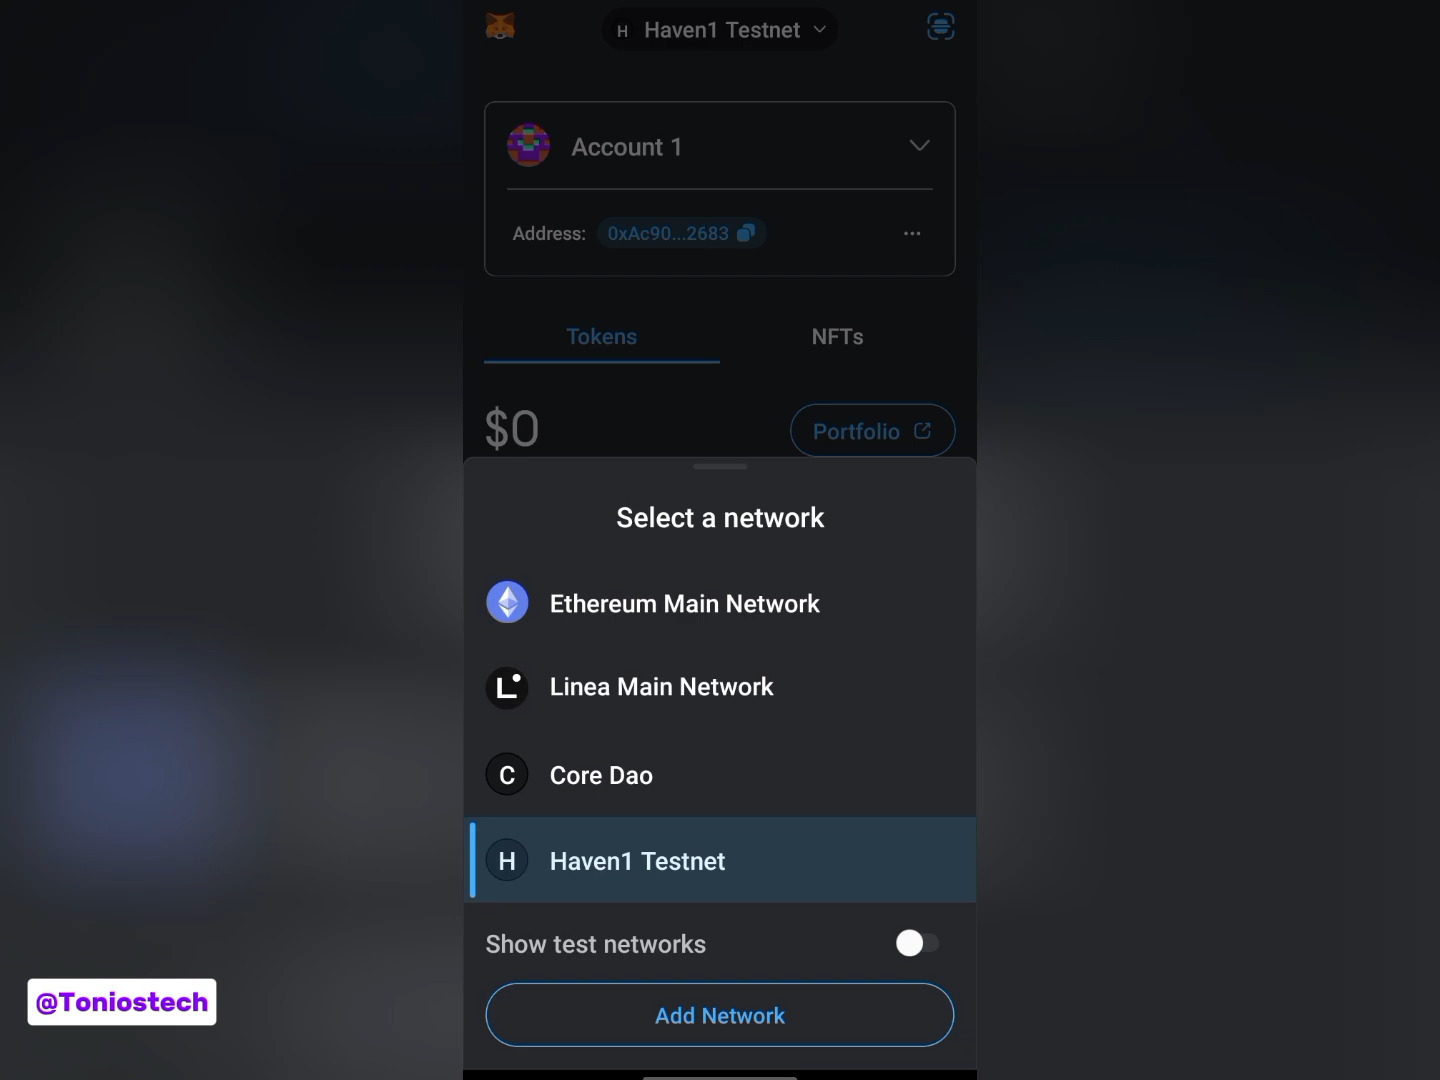 H Haven1 Testnet
Account 1
Address: 0xAc90...2683
Tokens NFTs
$0 Portfolio
Select a network
Ethereum Main Network
L Linea Main Network
C Core Dao
H Haven1 Testnet
Show test networks
Add Network
@Toniostech